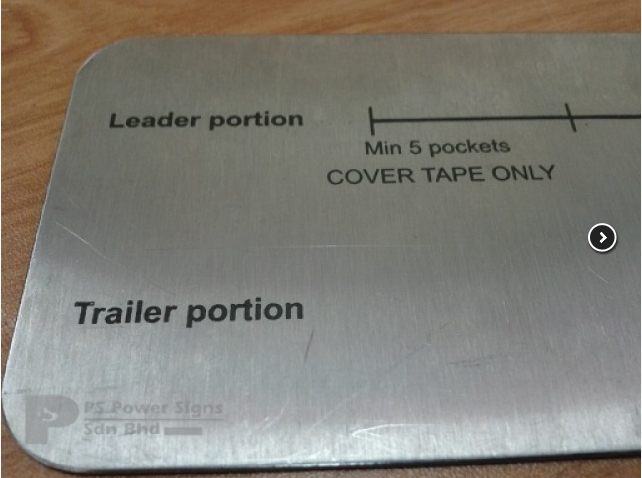 Leader portion
Min 5 pockets
COVER TAPE ONLY
Trailer portion
PS Power Signs
Sdn Bhd